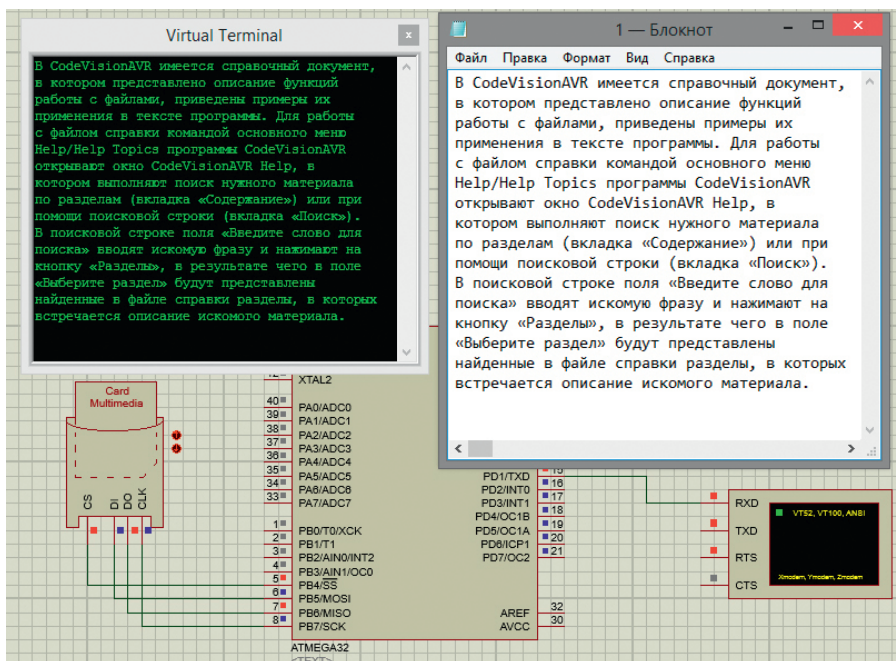 Virtual Terminal
x
В CodeVisionAVR имеется справочный документ,
в котором представлено описание функций
работы с файлами, приведены примеры их
применения в тексте программы. Для работы
с файлом справки командой основного меню
Help/Help Topics программы CodeVisionAVR
открывают окно CodeVisionAVR Help, в
котором выполняют поиск нужного материала
по разделам (вкладка «Содержание») или при
помощи поисковой строки (вкладка «Поиск»).
В поисковой строке поля «Введите слово для
поиска» вводят искомую фразу и нажимают на
кнопку «Разделы», в результате чего в поле
«Выберите раздел» будут представлены
найденные в файле справки разделы, в которых
встречается описание искомого материала.
1 — Блокнот
Файл Правка Формат Вид Справка
В CodeVisionAVR имеется справочный документ,
в котором представлено описание функций
работы с файлами, приведены примеры их
применения в тексте программы. Для работы
с файлом справки командой основного меню
Help/Help Topics программы CodeVisionAVR
открывают окно CodeVisionAVR Help, в
котором выполняют поиск нужного материала
по разделам (вкладка «Содержание») или при
помощи поисковой строки (вкладка «Поиск»).
В поисковой строке поля «Введите слово для
поиска» вводят искомую фразу и нажимают на
кнопку «Разделы», в результате чего в поле
«Выберите раздел» будут представлены
найденные в файле справки разделы, в которых
встречается описание искомого материала.
Card
Multimedia
CS
DI
DO
CLK
XTAL2
40 PA0/ADC0
39 PA1/ADC1
38 PA2/ADC2
37 PA3/ADC3
36 PA4/ADC4
35 PA5/ADC5
34 PA6/ADC6
33 PA7/ADC7
1 PB0/T0/XCK
2 PB1/T1
3 PB2/AIN0/INT2
4 PB3/AIN1/OC0
5 PB4/SS
6 PB5/MOSI
7 PB6/MISO
8 PB7/SCK
PD1/TXD 15
PD2/INT0 16
PD3/INT1 17
PD4/OC1B 18
PD5/OC1A 19
PD6/ICP1 20
PD7/OC2 21
AREF 32
AVCC 30
ATMEGA32
<TEXT>
RXD
TXD
RTS
CTS
VT52, VT100, ANSI
Xmodem, Ymodem, Zmodem